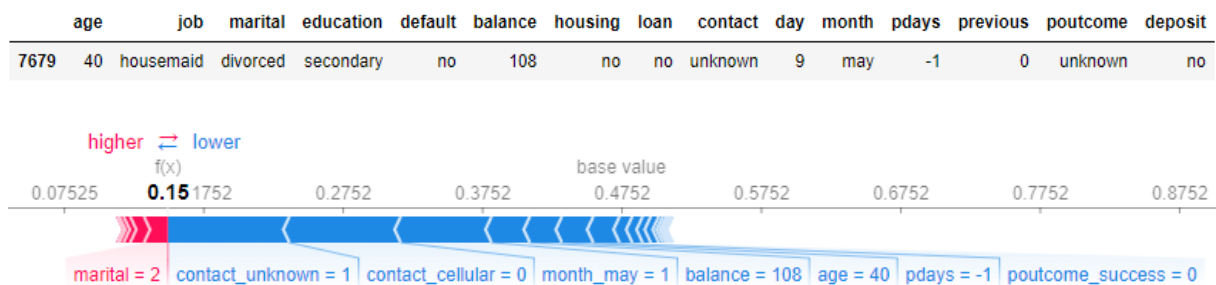 age job marital education default balance housing loan contact day month pdays previous poutcome deposit
7679 40 housemaid divorced secondary no 108 no no unknown 9 may -1 0 unknown no
higher ⇄ lower
f(x) base value
0.07525 0.15 1752 0.2752 0.3752 0.4752 0.5752 0.6752 0.7752 0.8752
marital = 2 contact_unknown = 1 contact_cellular = 0 month_may = 1 balance = 108 age = 40 pdays = -1 poutcome_success = 0